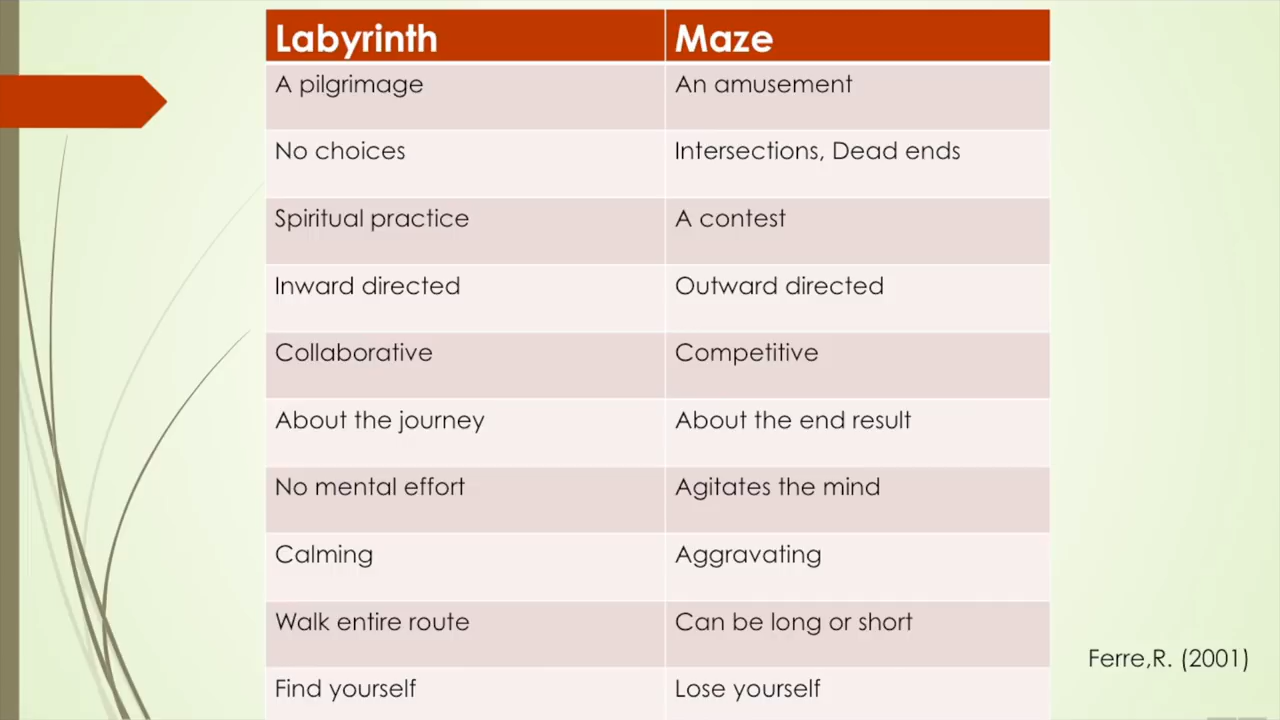 Labyrinth Maze
A pilgrimage An amusement
No choices Intersections, Dead ends
Spiritual practice A contest
Inward directed Outward directed
Collaborative Competitive
About the journey About the end result
No mental effort Agitates the mind
Calming Aggravating
Walk entire route Can be long or short
Find yourself Lose yourself
Ferre,R. (2001)